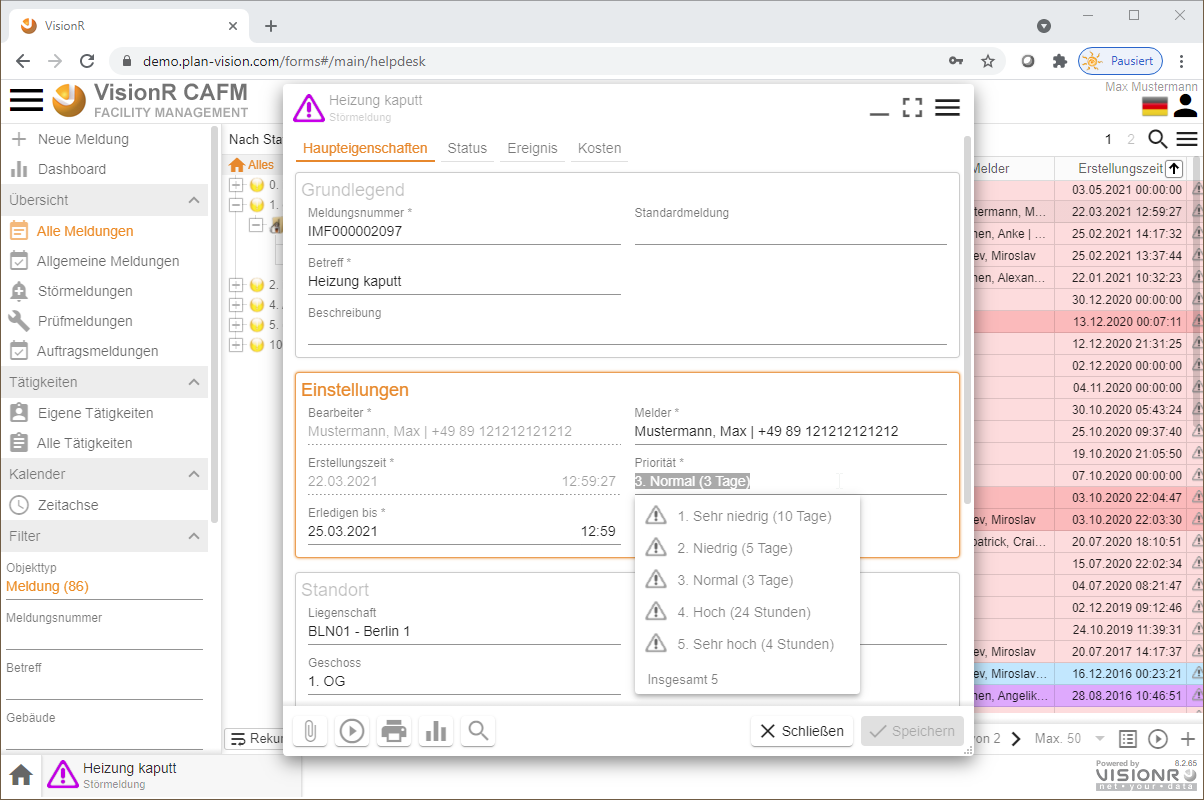 VisionR
demo.plan-vision.com/forms#/main/helpdesk
Pausiert
VisionR CAFM
FACILITY MANAGEMENT
Max Mustermann
Neue Meldung
Dashboard
Übersicht
Alle Meldungen
Allgemeine Meldungen
Störmeldungen
Prüfmeldungen
Auftragsmeldungen
Tätigkeiten
Eigene Tätigkeiten
Alle Tätigkeiten
Kalender
Zeitachse
Filter
Objekttyp
Meldung (86)
Meldungsnummer
Betreff
Gebäude
Nach Sta
Alles
0.
1.
2.
4.
5.
10
Rekur
Heizung kaputt
Störmeldung
Haupteigenschaften Status Ereignis Kosten
Grundlegend
Meldungsnummer * Standardmeldung
IMF000002097
Betreff *
Heizung kaputt
Beschreibung
Einstellungen
Bearbeiter * Melder *
Mustermann, Max | +49 89 121212121212 Mustermann, Max | +49 89 121212121212
Erstellungszeit * Priorität *
22.03.2021 12:59:27 3. Normal (3 Tage)
Erledigen bis *
25.03.2021 12:59
1. Sehr niedrig (10 Tage)
2. Niedrig (5 Tage)
3. Normal (3 Tage)
4. Hoch (24 Stunden)
5. Sehr hoch (4 Stunden)
Insgesamt 5
Standort
Liegenschaft
BLN01 - Berlin 1
Geschoss
1. OG
Schließen Speichern
1 2
Melder Erstellungszeit
03.05.2021 00:00:00
termann, M... 22.03.2021 12:59:27
nen, Anke | ... 25.02.2021 14:17:32
ev, Miroslav 25.02.2021 13:37:44
nen, Alexan... 22.01.2021 10:32:23
30.12.2020 00:00:00
13.12.2020 00:07:11
12.12.2020 21:31:25
02.12.2020 00:00:00
04.11.2020 00:00:00
30.10.2020 05:43:24
25.10.2020 09:37:40
19.10.2020 21:05:50
07.10.2020 00:00:00
03.10.2020 22:04:47
ev, Miroslav 03.10.2020 22:03:30
patrick, Crai... 20.07.2020 18:10:51
15.07.2020 22:02:34
04.07.2020 08:21:47
02.12.2019 09:12:46
24.10.2019 11:39:31
ev, Miroslav 20.07.2017 14:17:37
ev, Miroslav 16.12.2016 00:23:21
nen, Angelik... 28.08.2016 10:46:51
von 2 Max. 50
Heizung kaputt
Störmeldung
Powered by 8.2.65
VISIONR
net • your • data